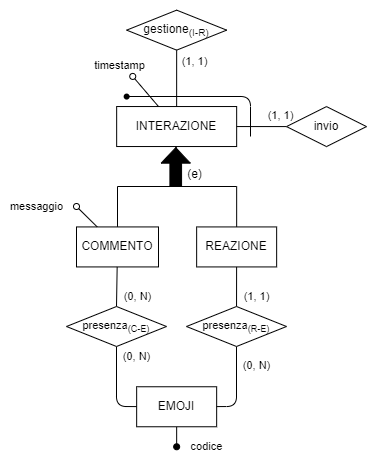 gestione(I-R)
(1, 1)
timestamp
INTERAZIONE
(1, 1)
invio
(e)
messaggio
COMMENTO
REAZIONE
(0, N)
(1, 1)
presenza(C-E)
presenza(R-E)
(0, N)
(0, N)
EMOJI
codice